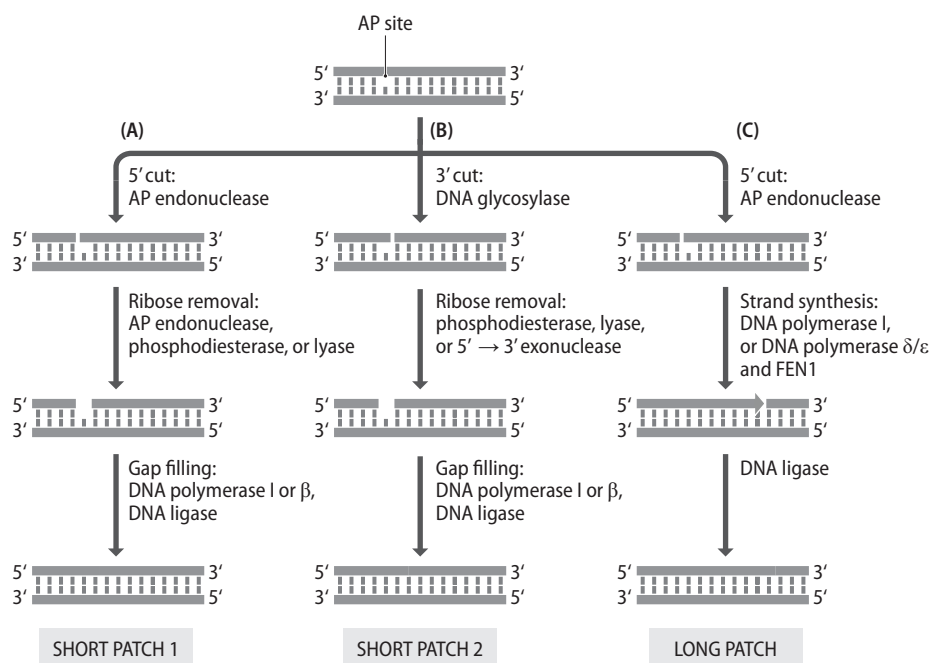 AP site
5′ 3′
3′ 5′
(A) (B) (C)
5′ cut:
AP endonuclease
3′ cut:
DNA glycosylase
5′ cut:
AP endonuclease
5′ 3′
3′ 5′
5′ 3′
3′ 5′
5′ 3′
3′ 5′
Ribose removal:
AP endonuclease,
phosphodiesterase, or lyase
Ribose removal:
phosphodiesterase, lyase,
or 5′ → 3′ exonuclease
Strand synthesis:
DNA polymerase I,
or DNA polymerase δ/ε
and FEN1
5′ 3′
3′ 5′
5′ 3′
3′ 5′
5′ 3′
3′ 5′
Gap filling:
DNA polymerase I or β,
DNA ligase
Gap filling:
DNA polymerase I or β,
DNA ligase
DNA ligase
5′ 3′
3′ 5′
5′ 3′
3′ 5′
5′ 3′
3′ 5′
SHORT PATCH 1
SHORT PATCH 2
LONG PATCH